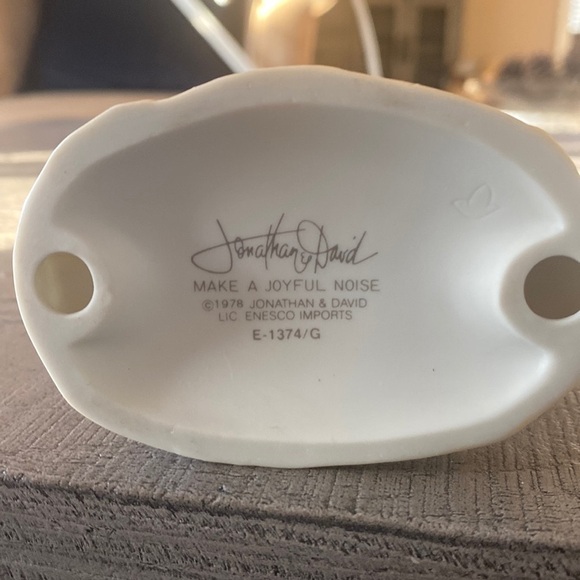 Jonathan & David
MAKE A JOYFUL NOISE
©1978 JONATHAN & DAVID
LIC ENESCO IMPORTS
E-1374/G